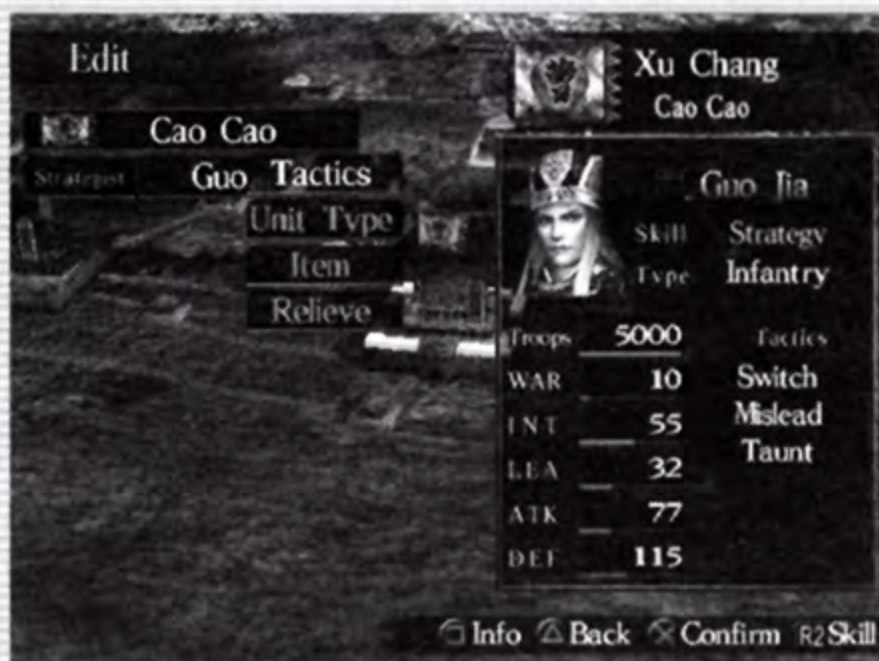 Edit
Xu Chang
Cao Cao
Cao Cao
Strategist Guo Tactics
Unit Type
Item
Relieve
Guo Jia
Skill Strategy
Type Infantry
Troops 5000 Tactics
WAR 10 Switch
INT 55 Mislead
LEA 32 Taunt
ATK 77
DEF 115
Info Back Confirm R2 Skill